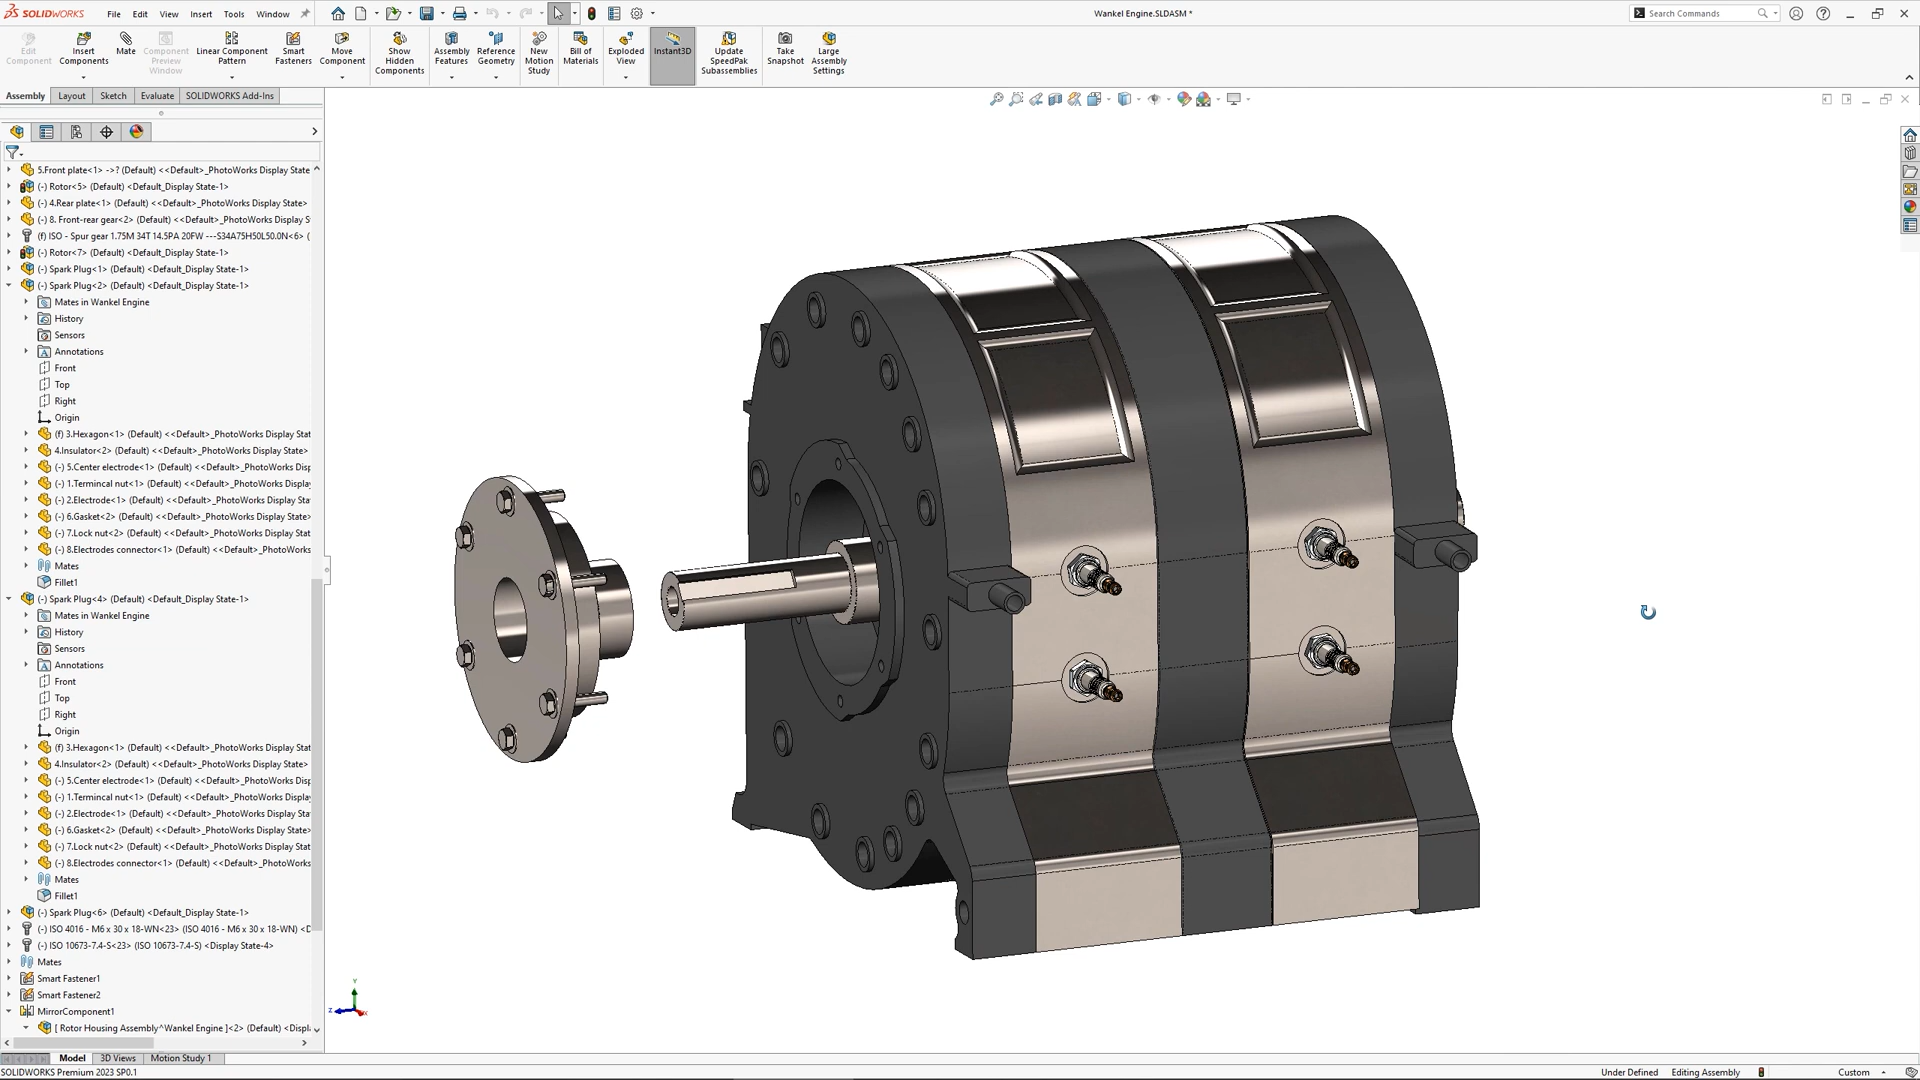 SOLIDWORKS
File Edit View Insert Tools Window
Wankel Engine.SLDASM *
Search Commands
Edit Component
Insert Components
Mate
Component Preview Window
Linear Component Pattern
Smart Fasteners
Move Component
Show Hidden Components
Assembly Features
Reference Geometry
New Motion Study
Bill of Materials
Exploded View
Instant3D
Update SpeedPak Subassemblies
Take Snapshot
Large Assembly Settings
Assembly Layout Sketch Evaluate SOLIDWORKS Add-Ins
5.Front plate<1> ->? (Default) <<Default>_PhotoWorks Display State
(-) Rotor<5> (Default) <Default_Display State-1>
(-) 4.Rear plate<1> (Default) <<Default>_PhotoWorks Display State>
(-) 8. Front-rear gear<2> (Default) <<Default>_PhotoWorks Display S
(f) ISO - Spur gear 1.75M 34T 14.5PA 20FW ---S34A75H50L50.0N<6> (
(-) Rotor<7> (Default) <Default_Display State-1>
(-) Spark Plug<1> (Default) <Default_Display State-1>
(-) Spark Plug<2> (Default) <Default_Display State-1>
Mates in Wankel Engine
History
Sensors
Annotations
Front
Top
Right
Origin
(f) 3.Hexagon<1> (Default) <<Default>_PhotoWorks Display Stat
4.Insulator<2> (Default) <<Default>_PhotoWorks Display State>
(-) 5.Center electrode<1> (Default) <<Default>_PhotoWorks Disp
(-) 1.Termincal nut<1> (Default) <<Default>_PhotoWorks Display
(-) 2.Electrode<1> (Default) <<Default>_PhotoWorks Display Sta
(-) 6.Gasket<2> (Default) <<Default>_PhotoWorks Display State>
(-) 7.Lock nut<2> (Default) <<Default>_PhotoWorks Display Stat
(-) 8.Electrodes connector<1> (Default) <<Default>_PhotoWorks
Mates
Fillet1
(-) Spark Plug<4> (Default) <Default_Display State-1>
Mates in Wankel Engine
History
Sensors
Annotations
Front
Top
Right
Origin
(f) 3.Hexagon<1> (Default) <<Default>_PhotoWorks Display Stat
4.Insulator<2> (Default) <<Default>_PhotoWorks Display State>
(-) 5.Center electrode<1> (Default) <<Default>_PhotoWorks Disp
(-) 1.Termincal nut<1> (Default) <<Default>_PhotoWorks Display
(-) 2.Electrode<1> (Default) <<Default>_PhotoWorks Display Sta
(-) 6.Gasket<2> (Default) <<Default>_PhotoWorks Display State>
(-) 7.Lock nut<2> (Default) <<Default>_PhotoWorks Display Stat
(-) 8.Electrodes connector<1> (Default) <<Default>_PhotoWorks
Mates
Fillet1
(-) Spark Plug<6> (Default) <Default_Display State-1>
(-) ISO 4016 - M6 x 30 x 18-WN<23> (ISO 4016 - M6 x 30 x 18-WN) <D
(-) ISO 10673-7.4-S<23> (ISO 10673-7.4-S) <Display State-4>
Mates
Smart Fastener1
Smart Fastener2
MirrorComponent1
[ Rotor Housing Assembly^Wankel Engine ]<2> (Default) <Displ
Y
Z
X
Model 3D Views Motion Study 1
SOLIDWORKS Premium 2023 SP0.1
Under Defined Editing Assembly Custom